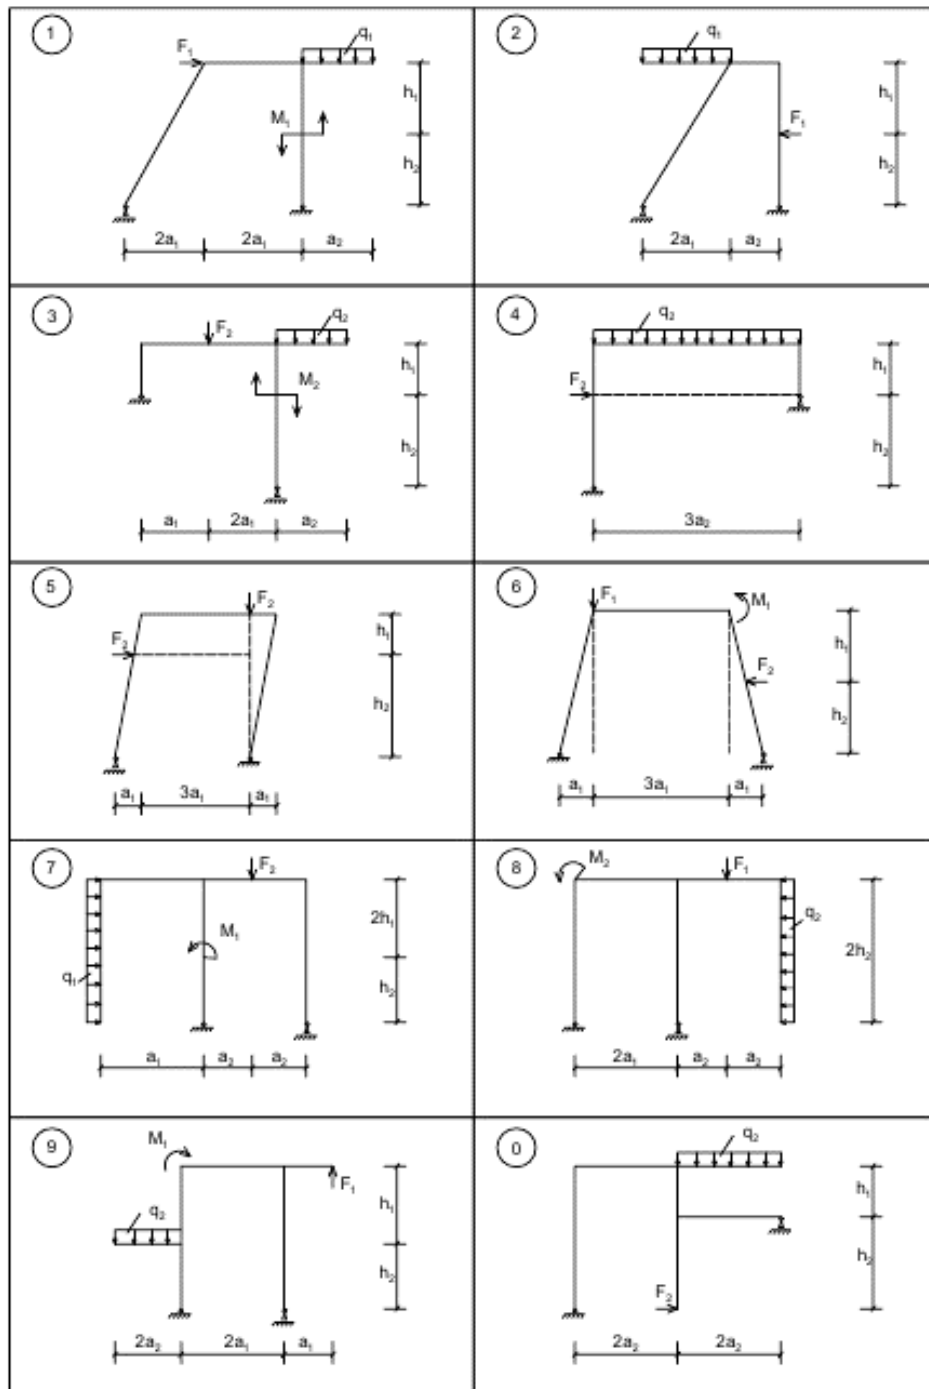 1
F₁
q₁
M₁
h₁
h₂
2a₁ 2a₁ a₂
2
q₁
F₁
h₁
h₂
2a₁ a₂
3
F₂
q₂
M₂
h₁
h₂
a₁ 2a₁ a₂
4
q₂
F₂
h₁
h₂
3a₂
5
F₂
F₂
h₁
h₂
a₁ 3a₁ a₁
6
F₁
M₁
F₂
h₁
h₂
a₁ 3a₁ a₁
7
F₂
M₁
q₁
2h₁
h₂
a₁ a₂ a₂
8
M₂
F₁
q₂
2h₂
2a₁ a₂ a₂
9
M₁
F₁
q₂
h₁
h₂
2a₂ 2a₁ a₁
0
q₂
F₂
h₁
h₂
2a₂ 2a₂